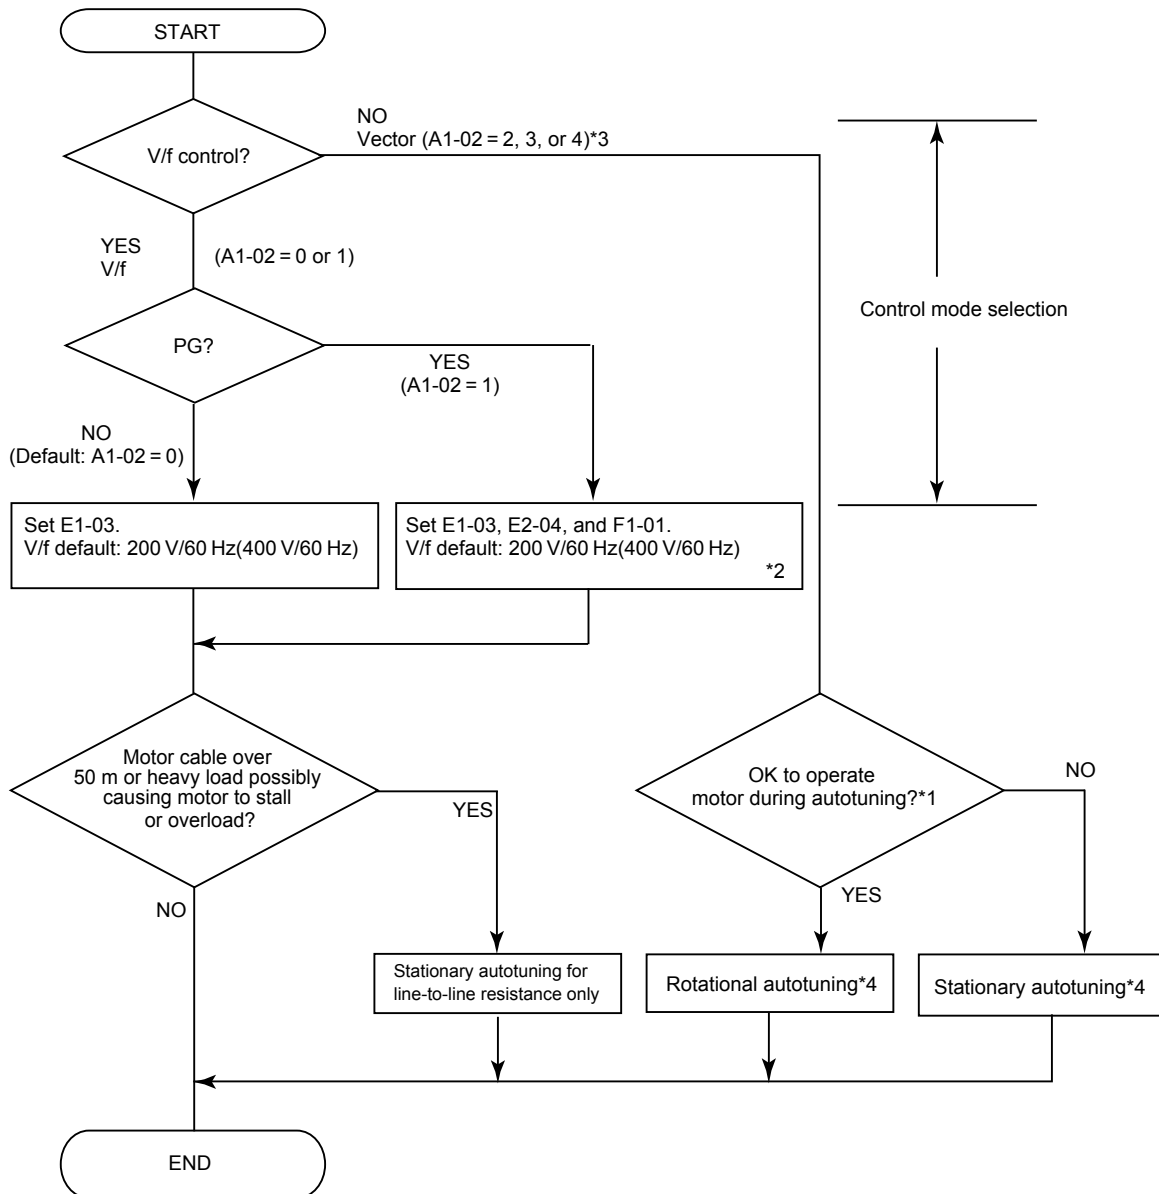 START
NO
Vector (A1-02 = 2, 3, or 4)*3
V/f control?
YES
V/f
(A1-02 = 0 or 1)
Control mode selection
PG?
YES
(A1-02 = 1)
NO
(Default: A1-02 = 0)
Set E1-03.
V/f default: 200 V/60 Hz(400 V/60 Hz)
Set E1-03, E2-04, and F1-01.
V/f default: 200 V/60 Hz(400 V/60 Hz)
*2
Motor cable over
50 m or heavy load possibly
causing motor to stall
or overload?
YES
OK to operate
motor during autotuning?*1
NO
NO
YES
Stationary autotuning for
line-to-line resistance only
Rotational autotuning*4
Stationary autotuning*4
END